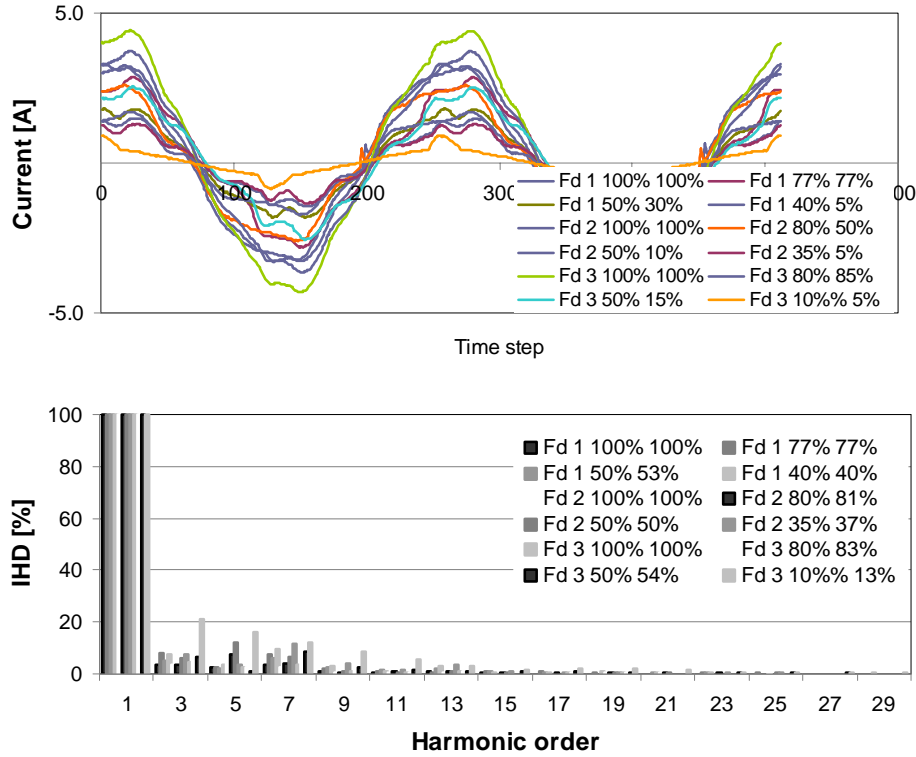 5.0
Current [A]
0
100
200
300
00
Fd 1 100% 100% Fd 1 77% 77%
Fd 1 50% 30% Fd 1 40% 5%
Fd 2 100% 100% Fd 2 80% 50%
Fd 2 50% 10% Fd 2 35% 5%
Fd 3 100% 100% Fd 3 80% 85%
Fd 3 50% 15% Fd 3 10%% 5%
-5.0
Time step
100
80
60
40
20
0
IHD [%]
Fd 1 100% 100% Fd 1 77% 77%
Fd 1 50% 53% Fd 1 40% 40%
Fd 2 100% 100% Fd 2 80% 81%
Fd 2 50% 50% Fd 2 35% 37%
Fd 3 100% 100% Fd 3 80% 83%
Fd 3 50% 54% Fd 3 10%% 13%
1 3 5 7 9 11 13 15 17 19 21 23 25 27 29
Harmonic order